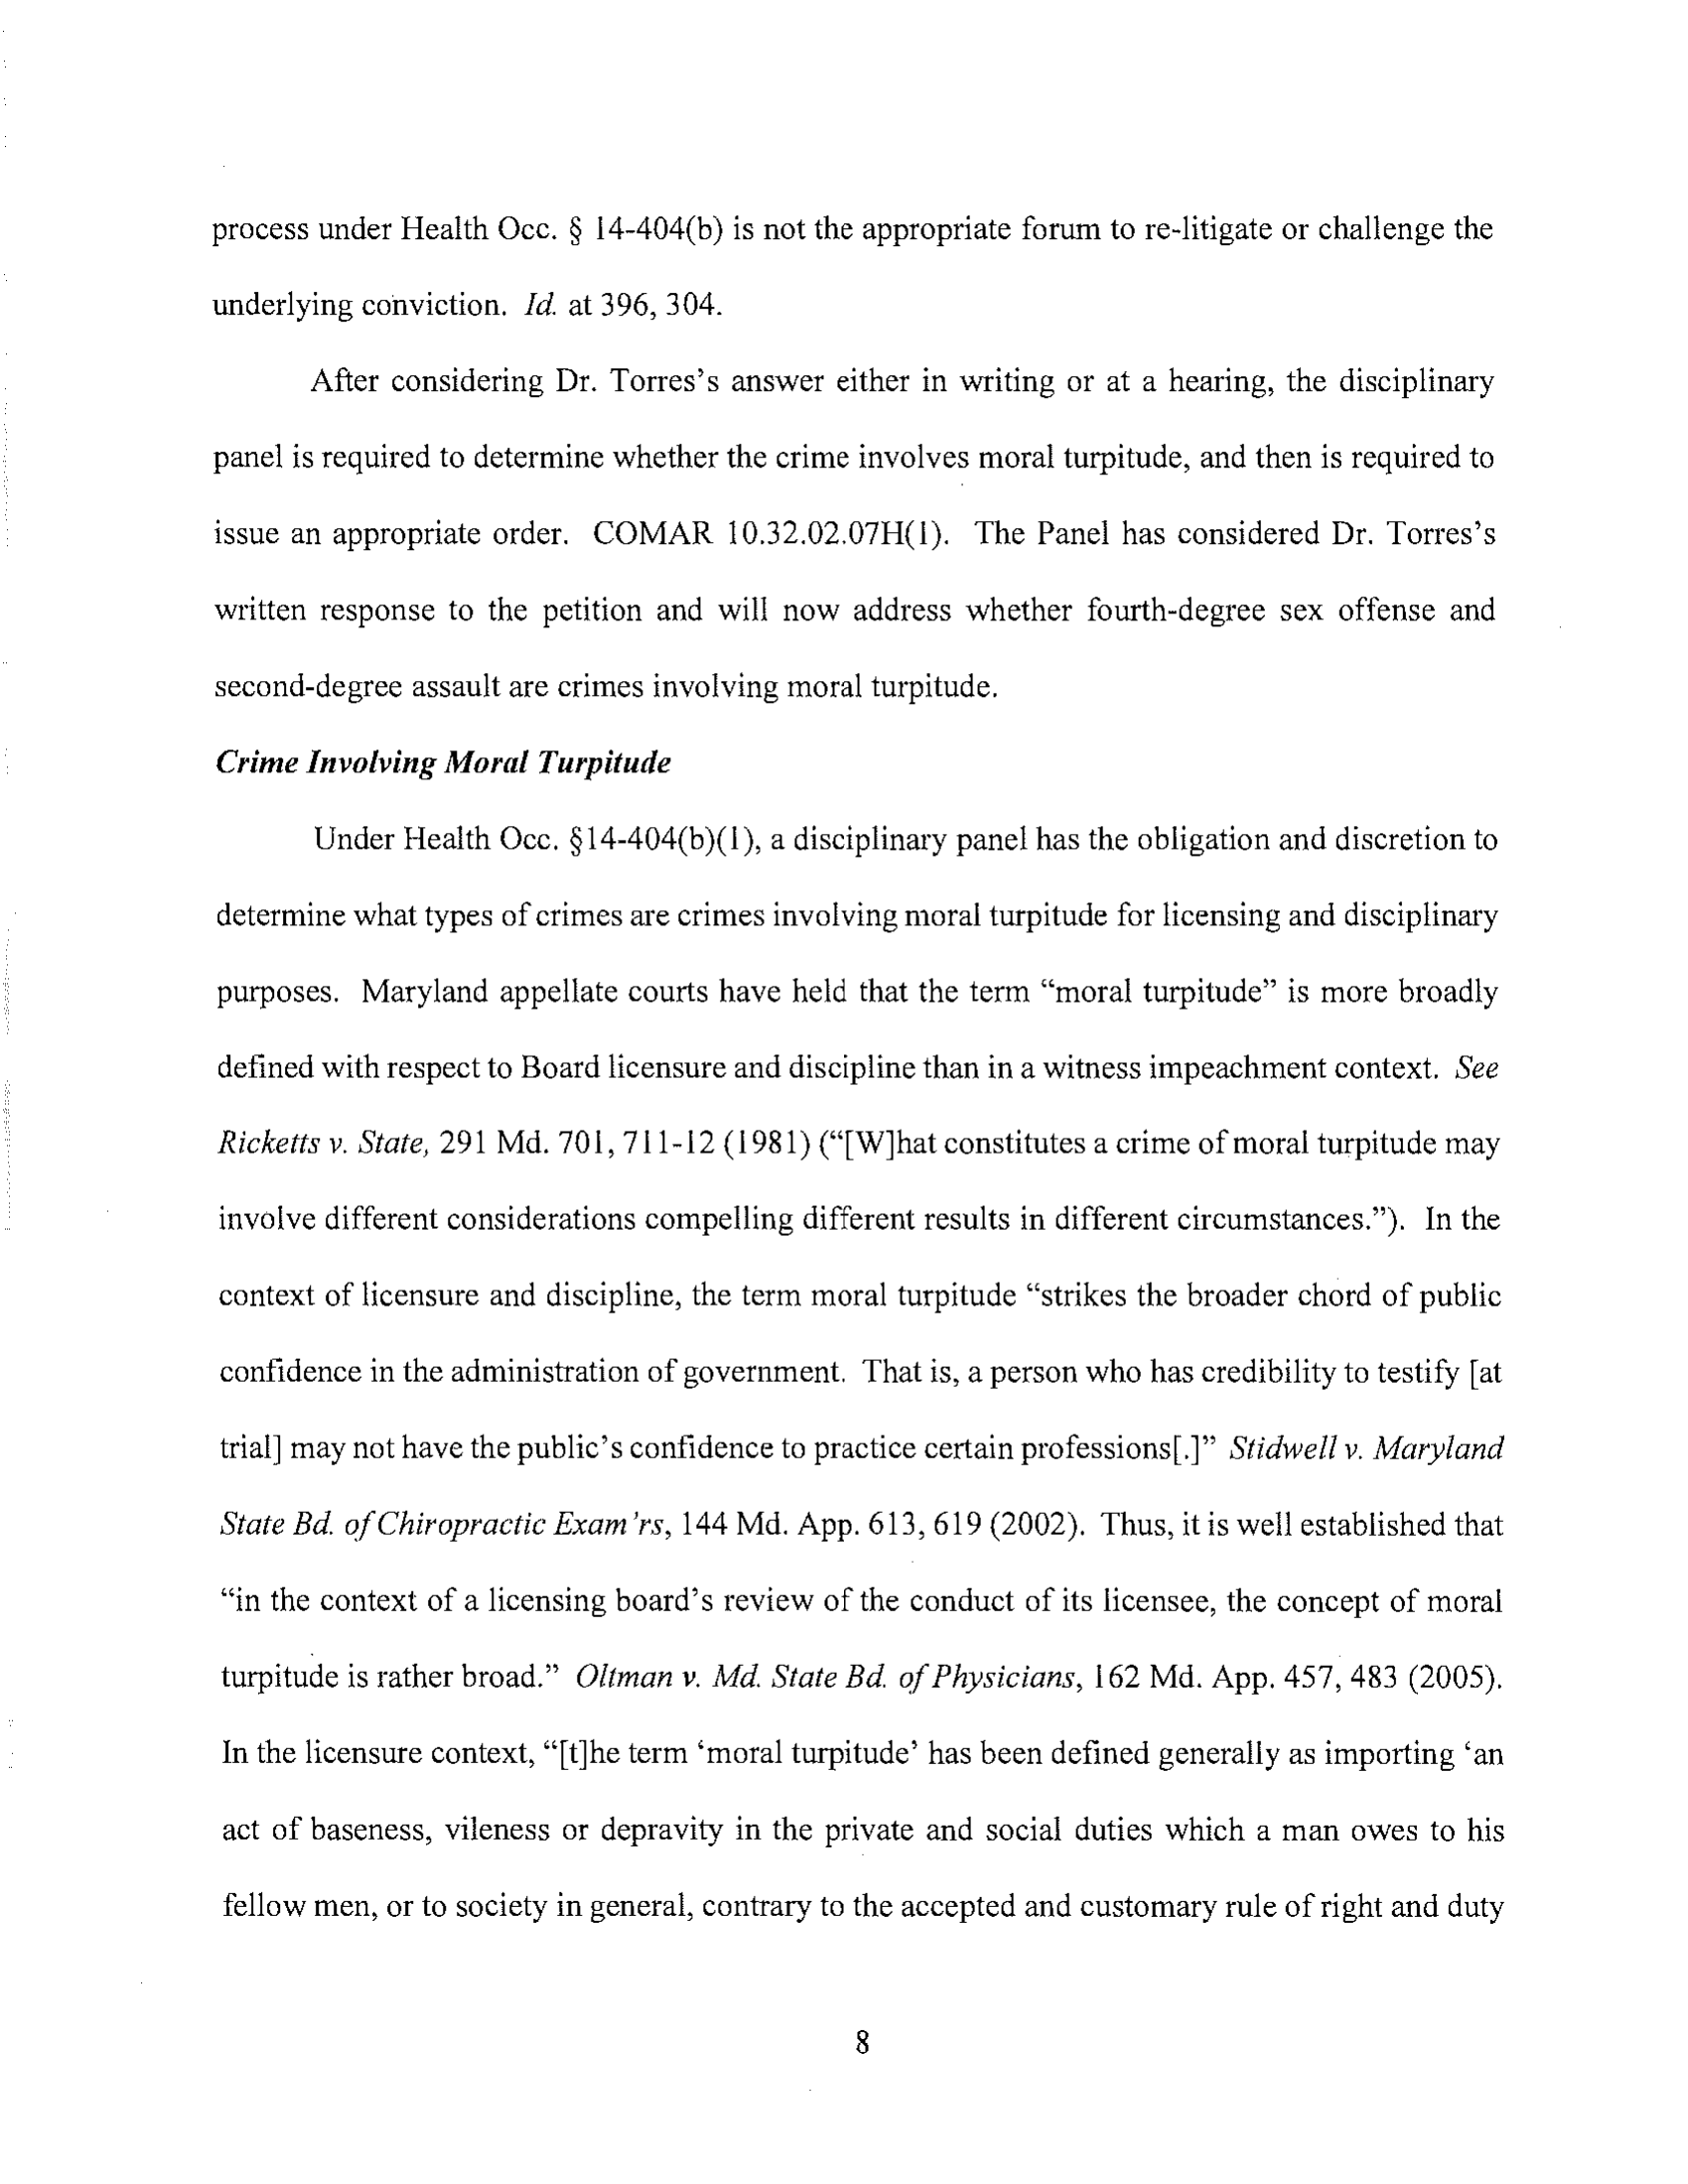 process under Health Occ. § 14-404(b) is not the appropriate forum to re-litigate or challenge the
underlying conviction. Id. at 396, 304.
After considering Dr. Torres’s answer either in writing or at a hearing, the disciplinary
panel is required to determine whether the crime involves moral turpitude, and then is required to
issue an appropriate order. COMAR 10.32.02.07H(1). The Panel has considered Dr. Torres’s
written response to the petition and will now address whether fourth-degree sex offense and
second-degree assault are crimes involving moral turpitude.
Crime Involving Moral Turpitude
Under Health Occ. §14-404(b)(1), a disciplinary panel has the obligation and discretion to
determine what types of crimes are crimes involving moral turpitude for licensing and disciplinary
purposes. Maryland appellate courts have held that the term “moral turpitude” is more broadly
defined with respect to Board licensure and discipline than in a witness impeachment context. See
Ricketts v. State, 291 Md. 701, 711-12 (1981) (“[W]hat constitutes a crime of moral turpitude may
involve different considerations compelling different results in different circumstances.”). In the
context of licensure and discipline, the term moral turpitude “strikes the broader chord of public
confidence in the administration of government. That is, a person who has credibility to testify [at
trial] may not have the public’s confidence to practice certain professions[.]” Stidwell v. Maryland
State Bd. of Chiropractic Exam’rs, 144 Md. App. 613, 619 (2002). Thus, it is well established that
“in the context of a licensing board’s review of the conduct of its licensee, the concept of moral
turpitude is rather broad.” Oltman v. Md. State Bd. of Physicians, 162 Md. App. 457, 483 (2005).
In the licensure context, “[t]he term ‘moral turpitude’ has been defined generally as importing ‘an
act of baseness, vileness or depravity in the private and social duties which a man owes to his
fellow men, or to society in general, contrary to the accepted and customary rule of right and duty
8